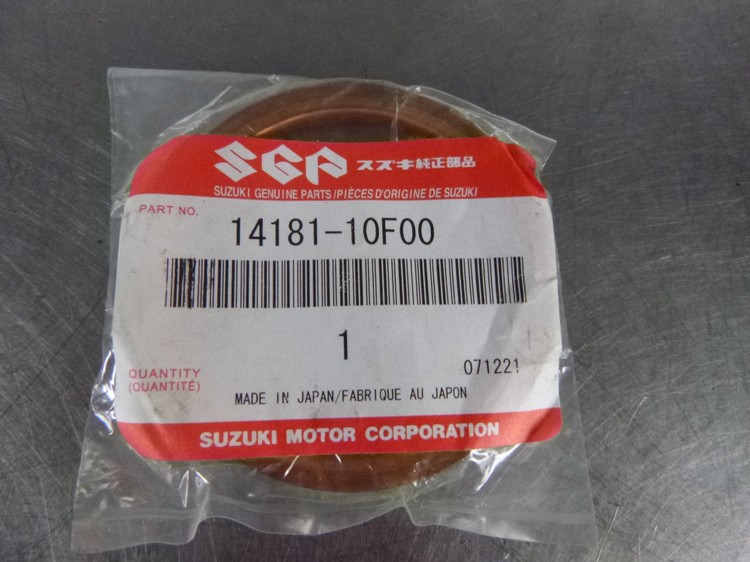 SGP スズキ純正部品
SUZUKI GENUINE PARTS/PIÈCES D'ORIGINE DE SUZUKI
PART NO.
14181-10F00
1
QUANTITY
(QUANTITÉ)
071221
MADE IN JAPAN/FABRIQUE AU JAPON
SUZUKI MOTOR CORPORATION